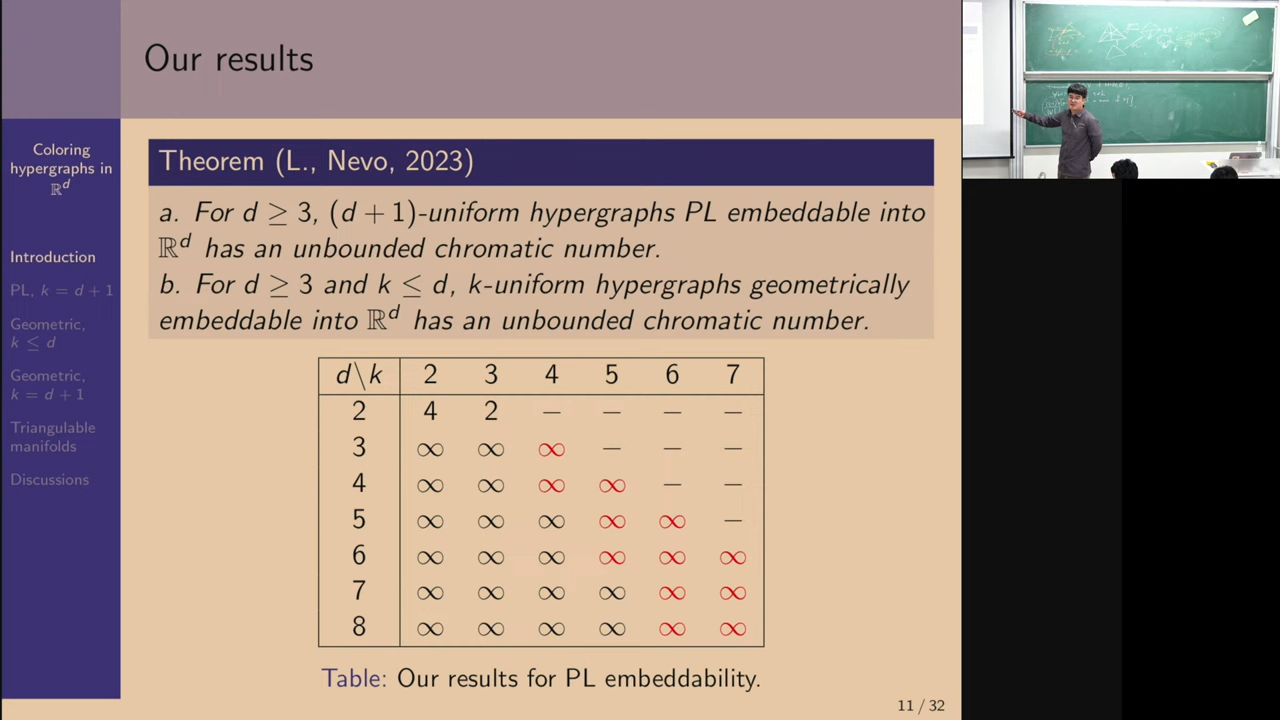 Our results
Coloring
hypergraphs in
ℝᵈ
Introduction
PL, k = d + 1
Geometric,
k ≤ d
Geometric,
k = d + 1
Triangulable
manifolds
Discussions
Theorem (L., Nevo, 2023)
a. For d ≥ 3, (d + 1)-uniform hypergraphs PL embeddable into
ℝᵈ has an unbounded chromatic number.
b. For d ≥ 3 and k ≤ d, k-uniform hypergraphs geometrically
embeddable into ℝᵈ has an unbounded chromatic number.
d\k 2 3 4 5 6 7
2 4 2 – – – –
3 ∞ ∞ ∞ – – –
4 ∞ ∞ ∞ ∞ – –
5 ∞ ∞ ∞ ∞ ∞ –
6 ∞ ∞ ∞ ∞ ∞ ∞
7 ∞ ∞ ∞ ∞ ∞ ∞
8 ∞ ∞ ∞ ∞ ∞ ∞
Table: Our results for PL embeddability.
11 / 32